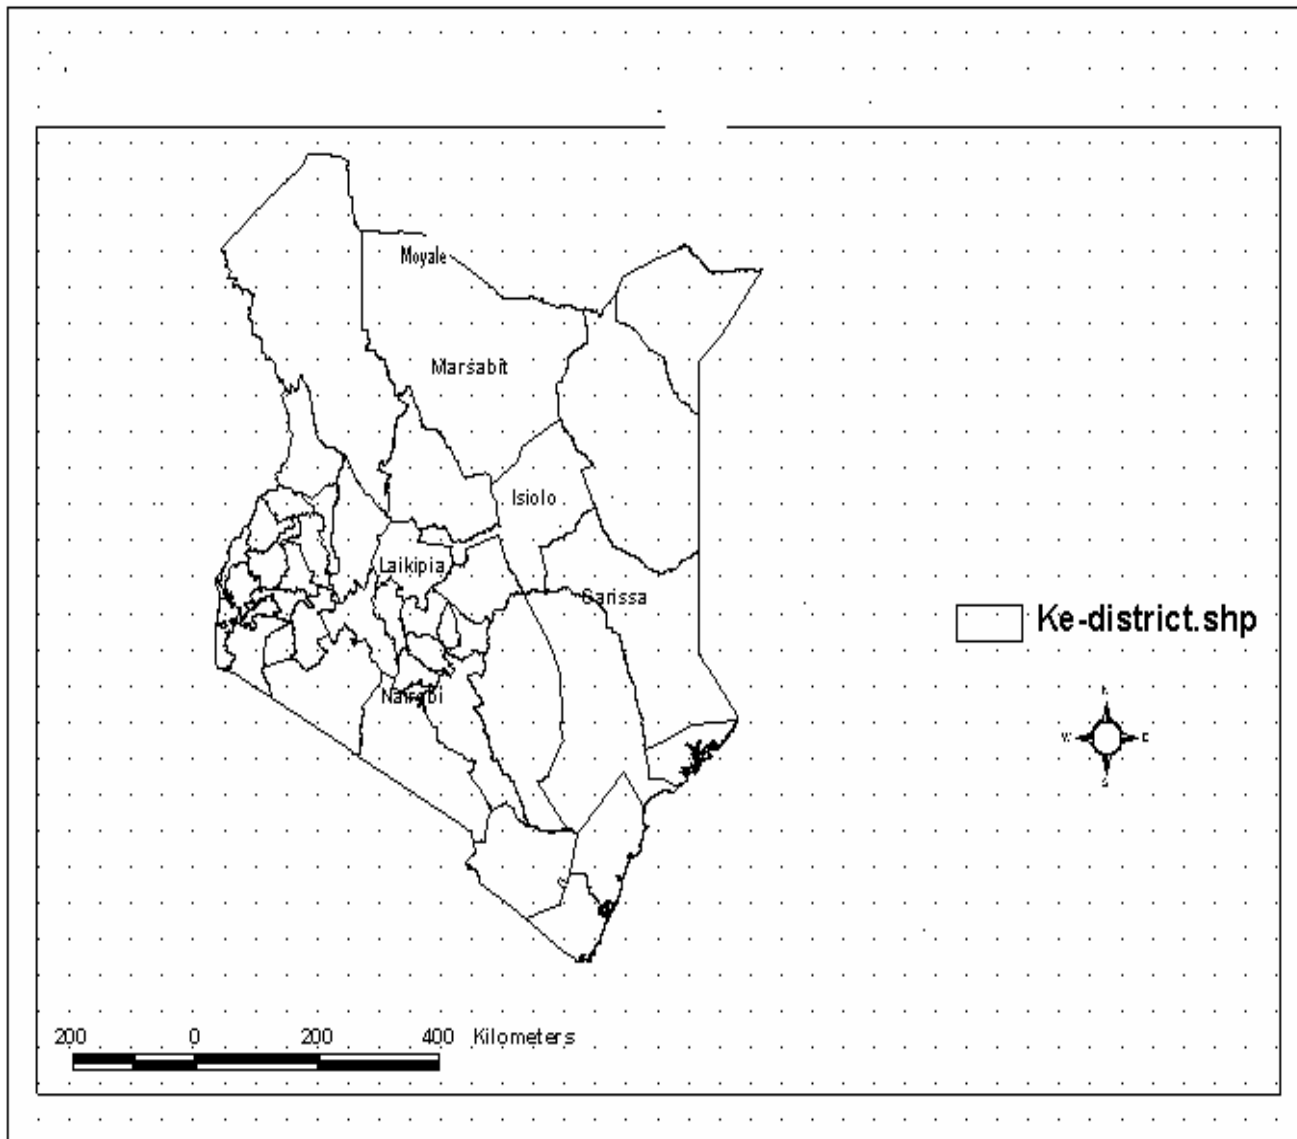 Moyale
Marsabit
Isiolo
Laikipia
Garissa
Ke-district.shp
Nairobi
N
W E
S
200 0 200 400 Kilometers